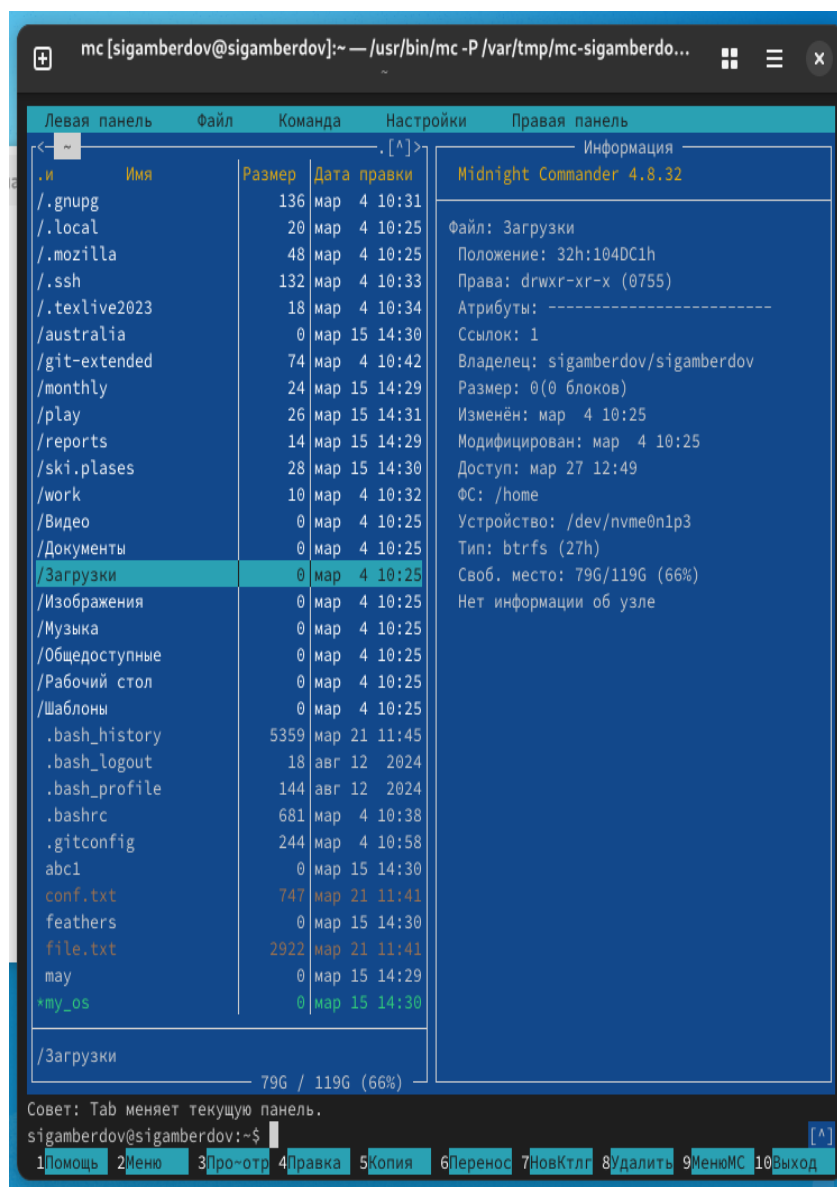 mc [sigamberdov@sigamberdov]:~ — /usr/bin/mc -P /var/tmp/mc-sigamberdo...
~
Левая панель Файл Команда Настройки Правая панель
<— ~ .[^]>
.и Имя Размер Дата правки
/.gnupg 136 мар 4 10:31
/.local 20 мар 4 10:25
/.mozilla 48 мар 4 10:25
/.ssh 132 мар 4 10:33
/.texlive2023 18 мар 4 10:34
/australia 0 мар 15 14:30
/git-extended 74 мар 4 10:42
/monthly 24 мар 15 14:29
/play 26 мар 15 14:31
/reports 14 мар 15 14:29
/ski.plases 28 мар 15 14:30
/work 10 мар 4 10:32
/Видео 0 мар 4 10:25
/Документы 0 мар 4 10:25
/Загрузки 0 мар 4 10:25
/Изображения 0 мар 4 10:25
/Музыка 0 мар 4 10:25
/Общедоступные 0 мар 4 10:25
/Рабочий стол 0 мар 4 10:25
/Шаблоны 0 мар 4 10:25
.bash_history 5359 мар 21 11:45
.bash_logout 18 авг 12 2024
.bash_profile 144 авг 12 2024
.bashrc 681 мар 4 10:38
.gitconfig 244 мар 4 10:58
abc1 0 мар 15 14:30
conf.txt 747 мар 21 11:41
feathers 0 мар 15 14:30
file.txt 2922 мар 21 11:41
may 0 мар 15 14:29
*my_os 0 мар 15 14:30
/Загрузки
79G / 119G (66%)
Информация
Midnight Commander 4.8.32
Файл: Загрузки
Положение: 32h:104DC1h
Права: drwxr-xr-x (0755)
Атрибуты: -------------------------
Ссылок: 1
Владелец: sigamberdov/sigamberdov
Размер: 0(0 блоков)
Изменён: мар 4 10:25
Модифицирован: мар 4 10:25
Доступ: мар 27 12:49
ФС: /home
Устройство: /dev/nvme0n1p3
Тип: btrfs (27h)
Своб. место: 79G/119G (66%)
Нет информации об узле
Совет: Tab меняет текущую панель.
sigamberdov@sigamberdov:~$ [^]
1Помощь 2Меню 3Про~отр 4Правка 5Копия 6Перенос 7НовКтлг 8Удалить 9МенюМС 10Выход